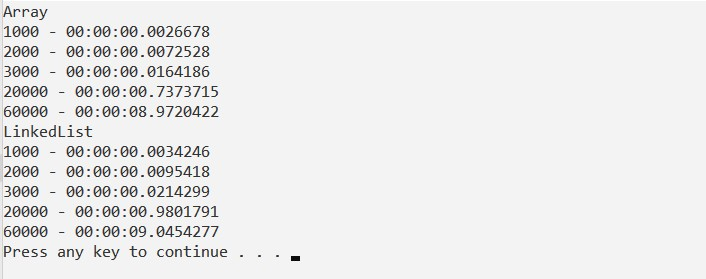 Array
1000 - 00:00:00.0026678
2000 - 00:00:00.0072528
3000 - 00:00:00.0164186
20000 - 00:00:00.7373715
60000 - 00:00:08.9720422
LinkedList
1000 - 00:00:00.0034246
2000 - 00:00:00.0095418
3000 - 00:00:00.0214299
20000 - 00:00:00.9801791
60000 - 00:00:09.0454277
Press any key to continue . . .